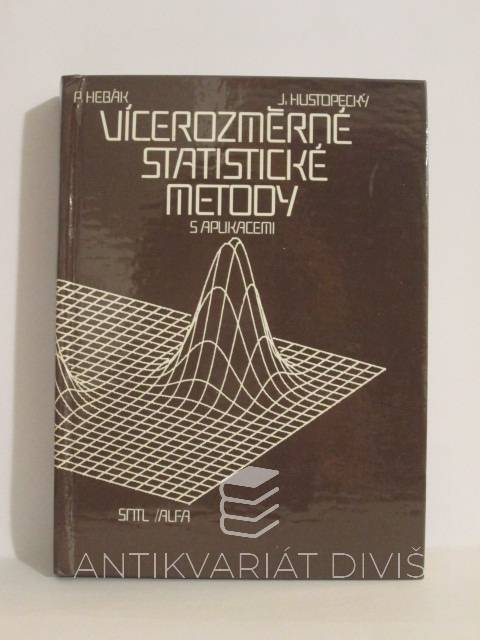 P. HEBÁK J. HUSTOPECKÝ
VÍCEROZMĚRNÉ
STATISTICKÉ
METODY
S APLIKACEMI
SNTL /ALFA
ANTIKVARIÁT DIVIŠ